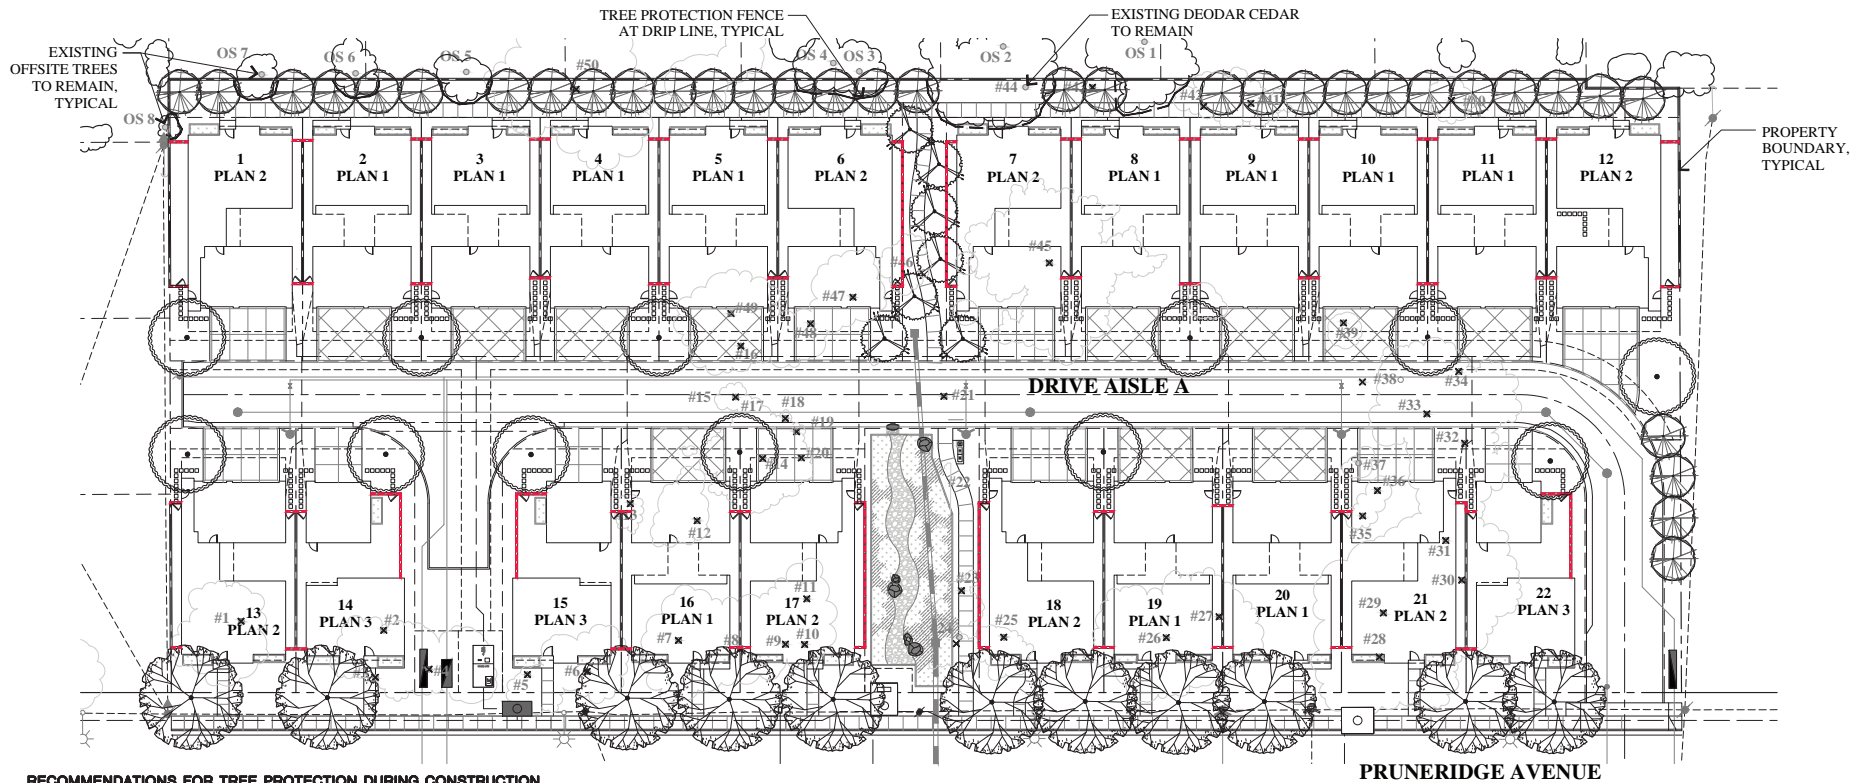 TREE PROTECTION FENCE
AT DRIP LINE, TYPICAL
EXISTING DEODAR CEDAR
TO REMAIN
EXISTING
OFFSITE TREES
TO REMAIN,
TYPICAL
OS 7
OS 6
OS 5
OS 4
OS 3
OS 2
OS 1
OS 8
#50
#44
#42
#41
PROPERTY
BOUNDARY,
TYPICAL
1
PLAN 2
2
PLAN 1
3
PLAN 1
4
PLAN 1
5
PLAN 1
6
PLAN 2
7
PLAN 2
8
PLAN 1
9
PLAN 1
10
PLAN 1
11
PLAN 1
12
PLAN 2
#45
#46
#47
#49
#48
#39
#16
DRIVE AISLE A
#38
#34
#15
#17
#18
#21
#33
#19
#32
#14
#20
#37
#22
#36
#13
#12
#35
#31
#23
#30
#11
#1
13
PLAN 2
14
PLAN 3
#2
15
PLAN 3
16
PLAN 1
17
PLAN 2
18
PLAN 2
19
PLAN 1
20
PLAN 1
21
PLAN 2
22
PLAN 3
#29
#27
#7
#8
#9
#10
#24
#25
#26
#28
#5
#6
PRUNERIDGE AVENUE
RECOMMENDATIONS FOR TREE PROTECTION DURING CONSTRUCTION